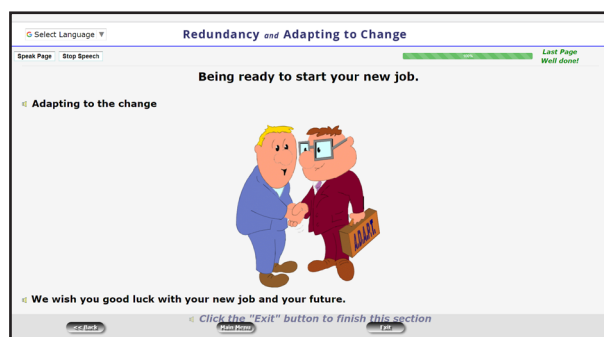 G Select Language ▼
Redundancy and Adapting to Change
Speak Page Stop Speech
Last Page
Well done!
Being ready to start your new job.
Adapting to the change
A.D.A.P.T.
We wish you good luck with your new job and your future.
Click the "Exit" button to finish this section
<< Back Main Menu Exit